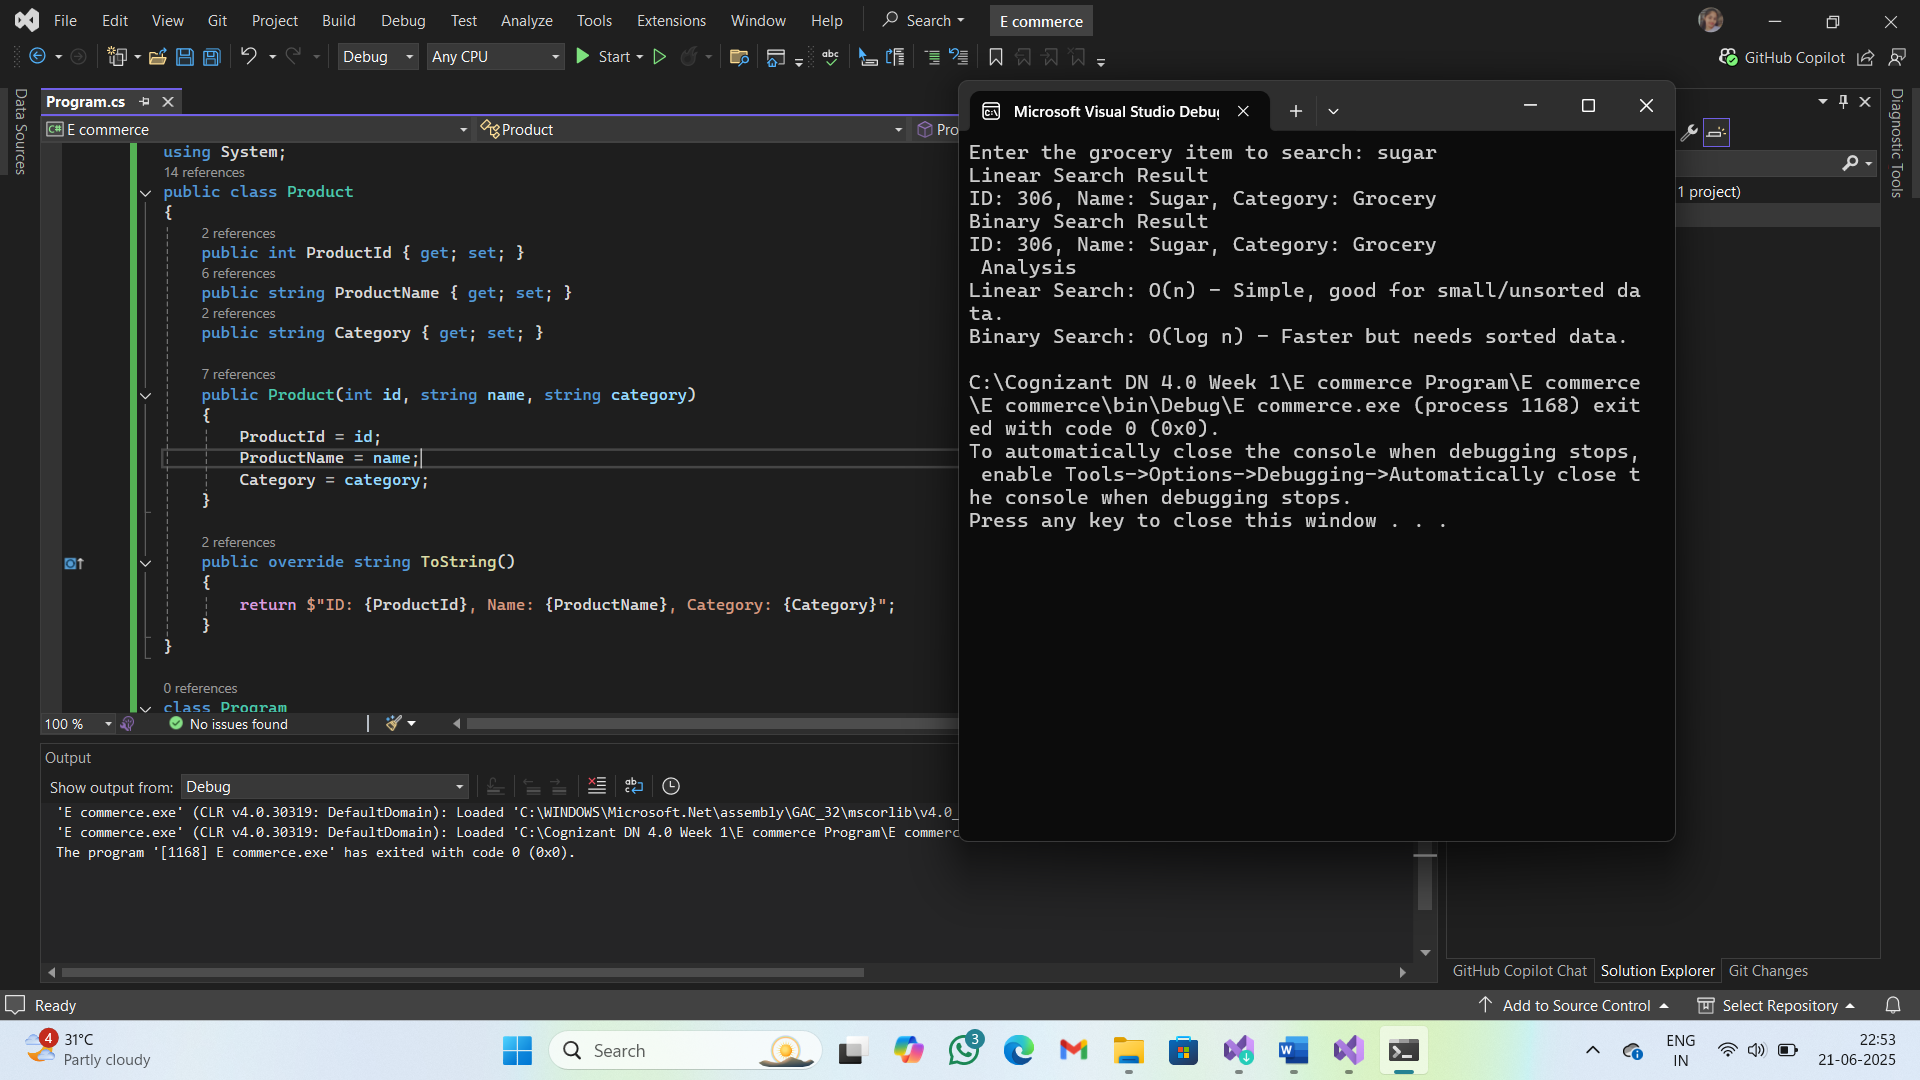 File Edit View Git Project Build Debug Test Analyze Tools Extensions Window Help Search E commerce
Debug Any CPU Start abc GitHub Copilot
Data Sources
Program.cs
E commerce Product
using System;
14 references
public class Product
{
2 references
public int ProductId { get; set; }
6 references
public string ProductName { get; set; }
2 references
public string Category { get; set; }
7 references
public Product(int id, string name, string category)
{
ProductId = id;
ProductName = name;
Category = category;
}
2 references
public override string ToString()
{
return $"ID: {ProductId}, Name: {ProductName}, Category: {Category}";
}
}
0 references
class Program
100 % No issues found
Microsoft Visual Studio Debug
Enter the grocery item to search: sugar
Linear Search Result
ID: 306, Name: Sugar, Category: Grocery
Binary Search Result
ID: 306, Name: Sugar, Category: Grocery
Analysis
Linear Search: O(n) - Simple, good for small/unsorted da
ta.
Binary Search: O(log n) - Faster but needs sorted data.
C:\Cognizant DN 4.0 Week 1\E commerce Program\E commerce
\E commerce\bin\Debug\E commerce.exe (process 1168) exit
ed with code 0 (0x0).
To automatically close the console when debugging stops,
enable Tools->Options->Debugging->Automatically close t
he console when debugging stops.
Press any key to close this window . . .
1 project)
Diagnostic Tools
Output
Show output from: Debug
'E commerce.exe' (CLR v4.0.30319: DefaultDomain): Loaded 'C:\WINDOWS\Microsoft.Net\assembly\GAC_32\mscorlib\v4.0_
'E commerce.exe' (CLR v4.0.30319: DefaultDomain): Loaded 'C:\Cognizant DN 4.0 Week 1\E commerce Program\E commerc
The program '[1168] E commerce.exe' has exited with code 0 (0x0).
GitHub Copilot Chat Solution Explorer Git Changes
Ready Add to Source Control Select Repository
4 31°C
Partly cloudy
Search
3
ENG
IN
22:53
21-06-2025